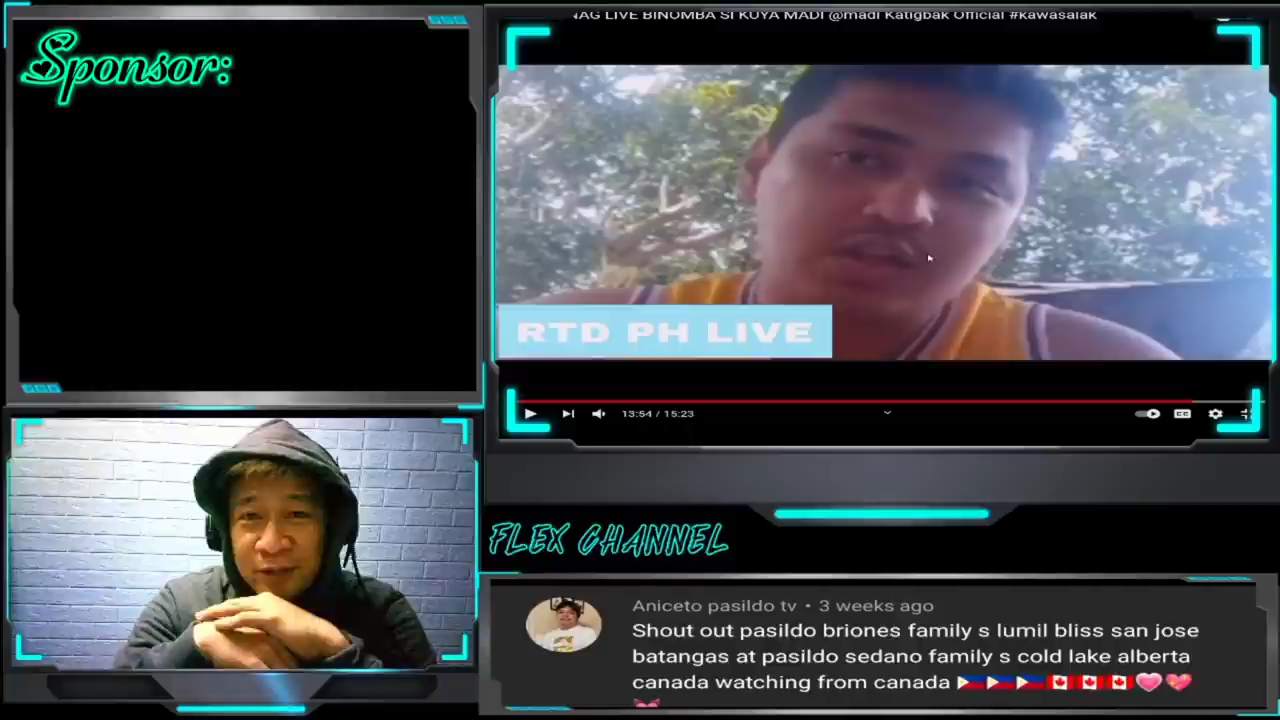 NAG LIVE BINOMBA SI KUYA MADI @madi Katigbak Official #kawasalak
Sponsor:
RTD PH LIVE
13:54 / 15:23
CC
FLEX CHANNEL
Aniceto pasildo tv • 3 weeks ago
Shout out pasildo briones family s lumil bliss san jose
batangas at pasildo sedano family s cold lake alberta
canada watching from canada 🇵🇭🇵🇭🇵🇭🇨🇦🇨🇦🇨🇦💗💖